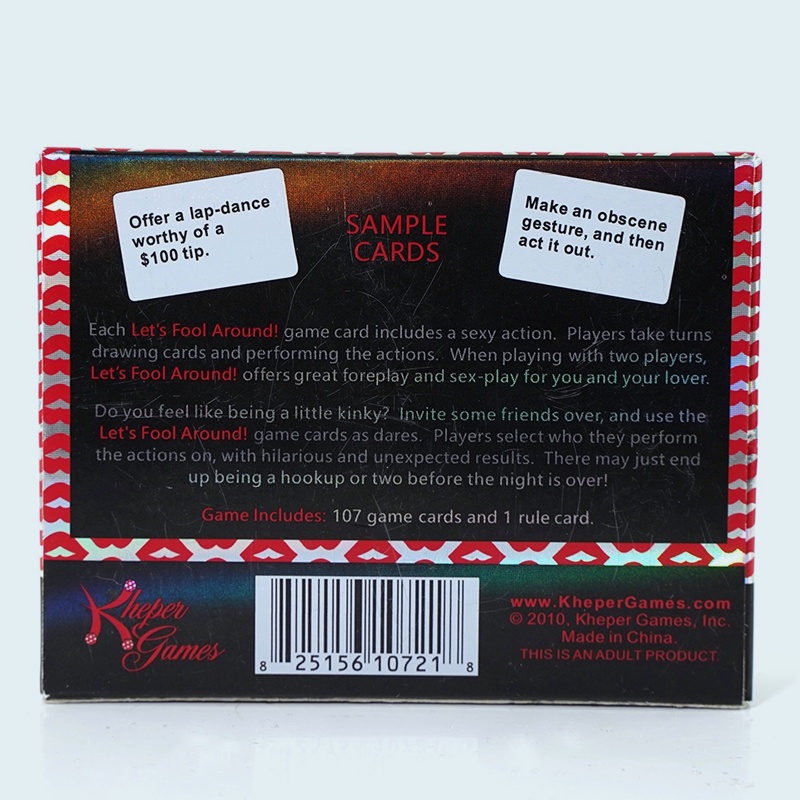 Offer a lap-dance
worthy of a
$100 tip.
SAMPLE
CARDS
Make an obscene
gesture, and then
act it out.
Each Let's Fool Around! game card includes a sexy action. Players take turns
drawing cards and performing the actions. When playing with two players,
Let's Fool Around! offers great foreplay and sex-play for you and your lover.
Do you feel like being a little kinky? Invite some friends over, and use the
Let's Fool Around! game cards as dares. Players select who they perform
the actions on, with hilarious and unexpected results. There may just end
up being a hookup or two before the night is over!
Game Includes: 107 game cards and 1 rule card.
Kheper
Games
8 25156 10721 8
www.KheperGames.com
© 2010, Kheper Games, Inc.
Made in China.
THIS IS AN ADULT PRODUCT.